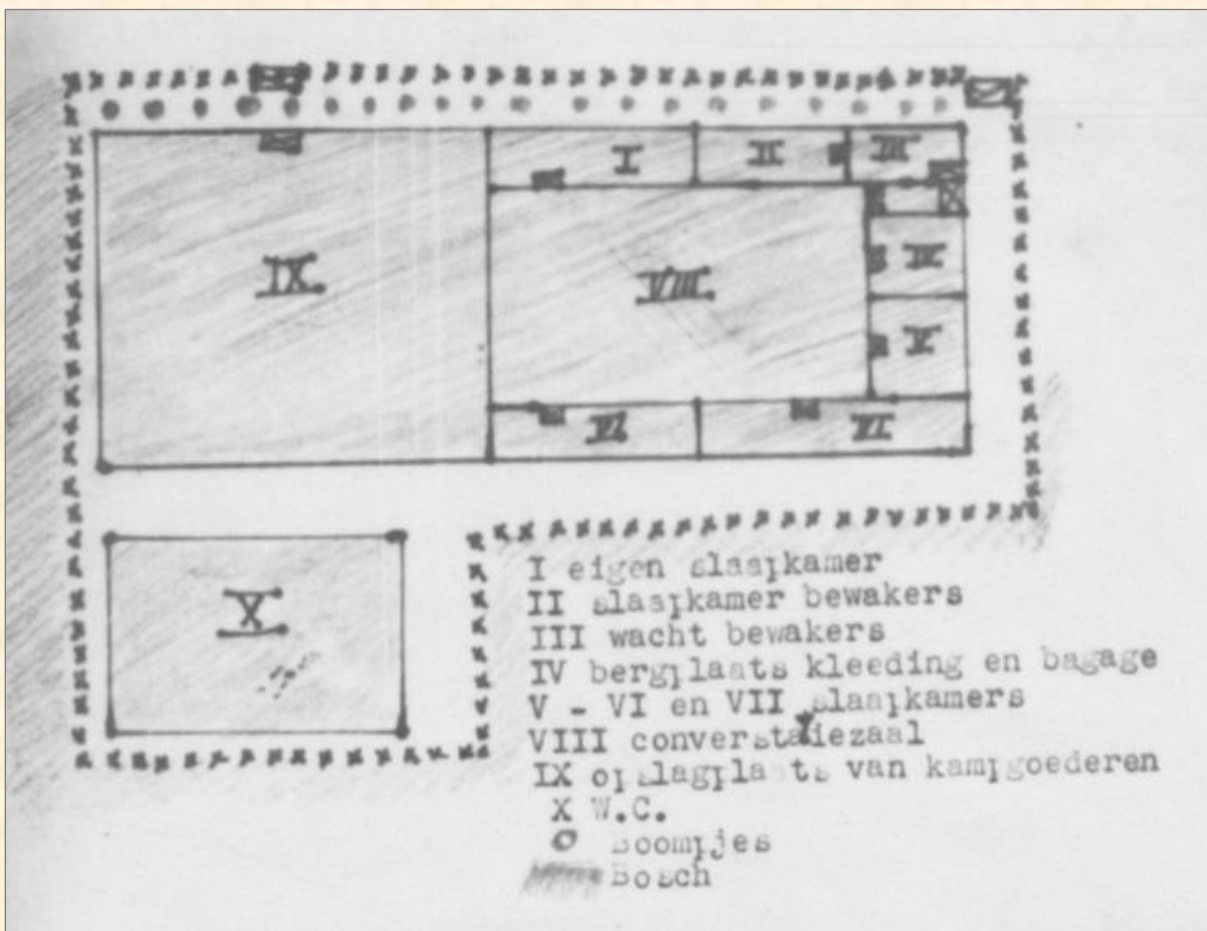 I II III
IX VIII IV
V
VII VI
X
I eigen slaapkamer
II slaapkamer bewakers
III wacht bewakers
IV bergplaats kleeding en bagage
V - VI en VII slaapkamers
VIII converstatiezaal
IX opslagplaats van kampgoederen
X W.C.
O Boompjes
Bosch